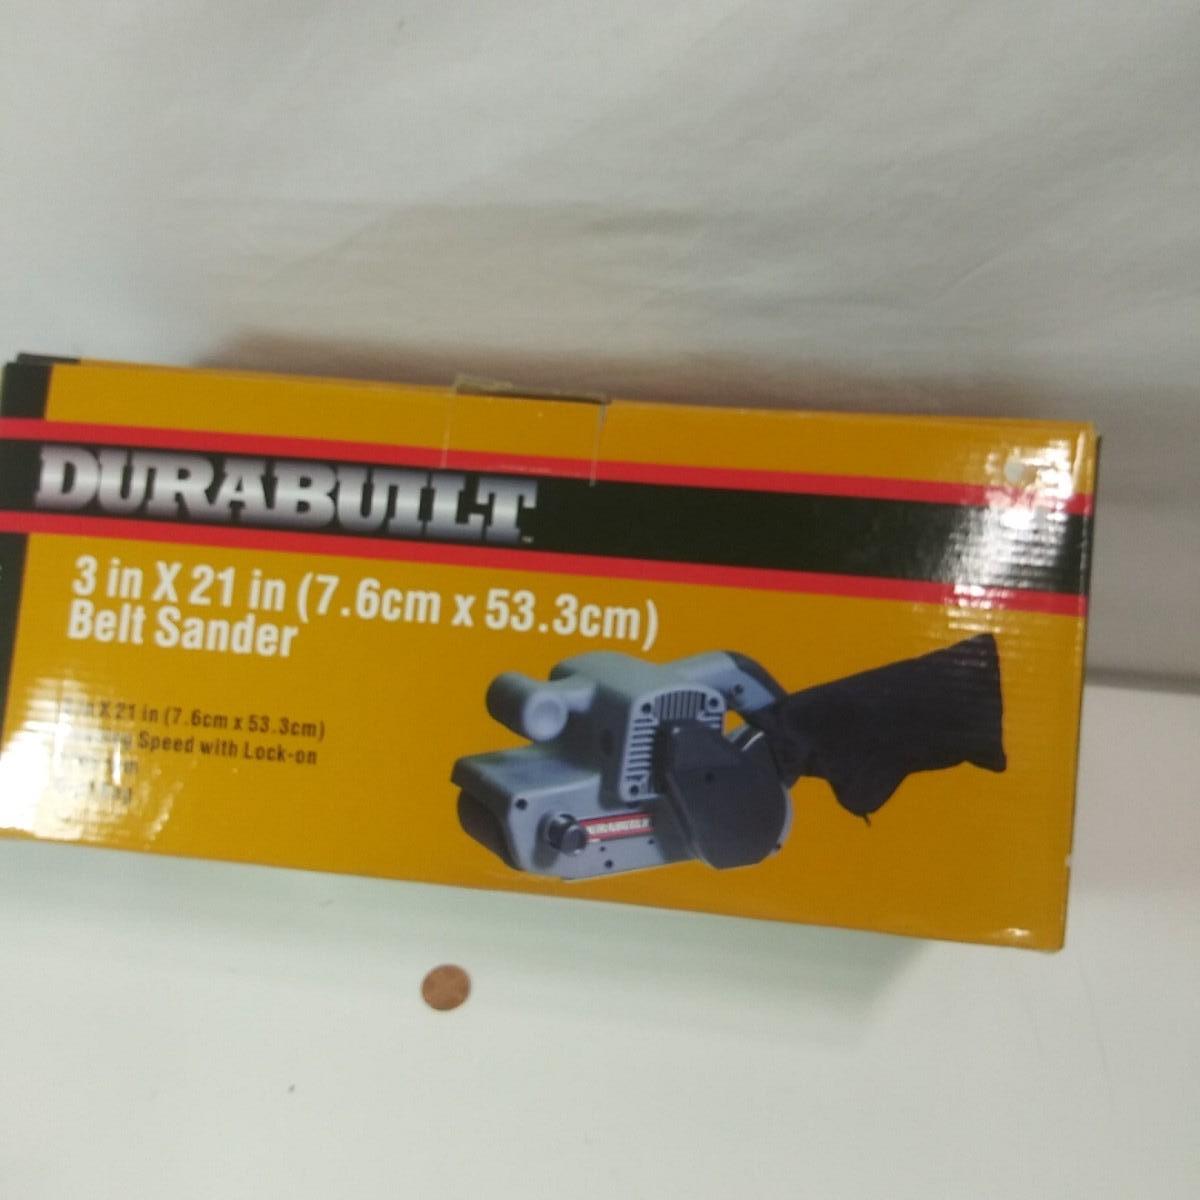 DURABUILT
3 in X 21 in (7.6cm x 53.3cm)
Belt Sander
X 21 in (7.6cm x 53.3cm)
Speed with Lock-on
DURABUILT